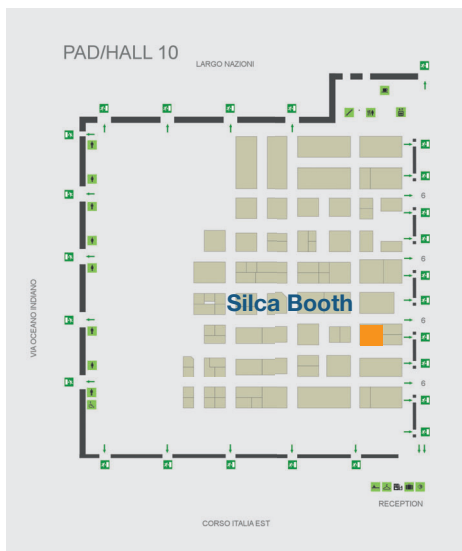 PAD/HALL 10
LARGO NAZIONI
6
6
VIA OCEANO INDIANO
Silca Booth
6
6
RECEPTION
CORSO ITALIA EST